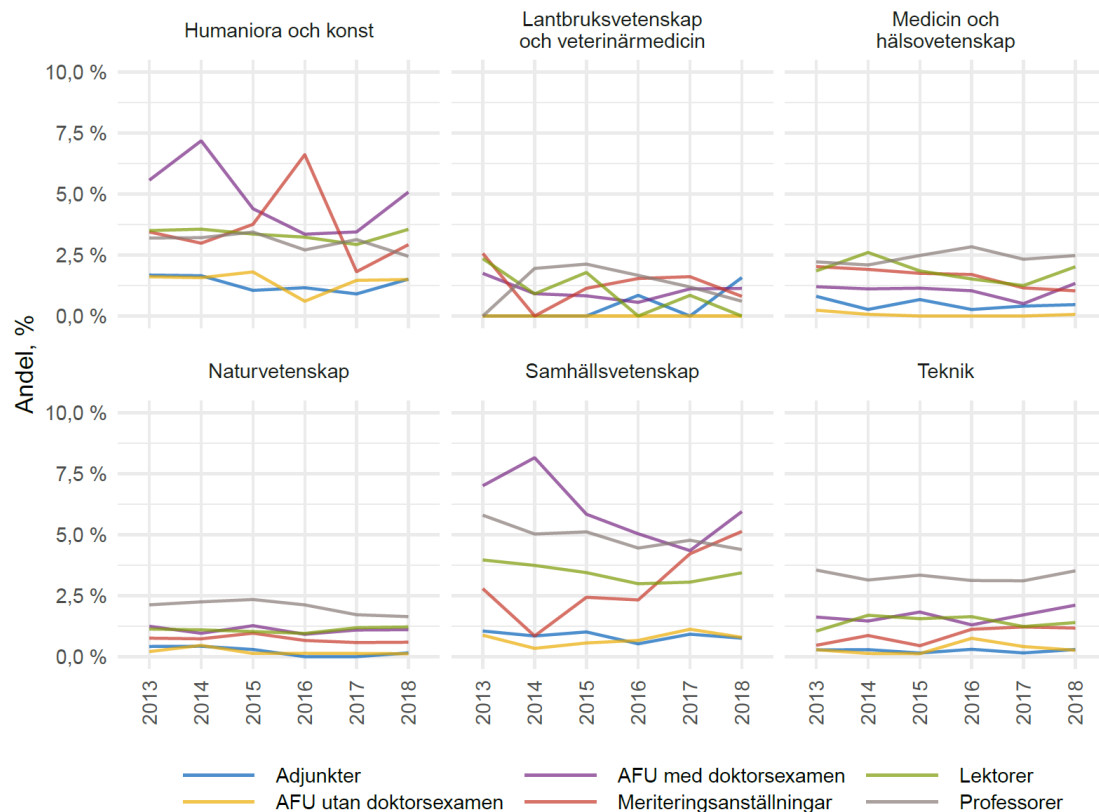 Humaniora och konst
Lantbruksvetenskap
och veterinärmedicin
Medicin och
hälsovetenskap
10,0 %
7,5 %
5,0 %
2,5 %
0,0 %
Andel, %
Naturvetenskap
Samhällsvetenskap
Teknik
10,0 %
7,5 %
5,0 %
2,5 %
0,0 %
2013 2014 2015 2016 2017 2018 2013 2014 2015 2016 2017 2018 2013 2014 2015 2016 2017 2018
Adjunkter AFU med doktorsexamen Lektorer
AFU utan doktorsexamen Meriteringsanställningar Professorer